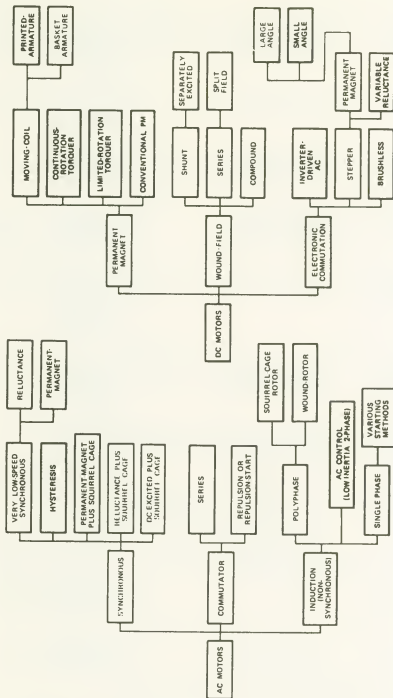 AC MOTORS
SYNCHRONOUS
VERY LOW-SPEED
SYNCHRONOUS
RELUCTANCE
PERMANENT-
MAGNET
HYSTERESIS
PERMANENT MAGNET
PLUS SQUIRREL CAGE
RELUCTANCE PLUS
SQUIRREL CAGE
DC EXCITED PLUS
SQUIRREL CAGE
COMMUTATOR
SERIES
REPULSION OR
REPULSION-START
INDUCTION
(NON-
SYNCHRONOUS)
POLYPHASE
SQUIRREL CAGE
ROTOR
WOUND-ROTOR
AC CONTROL
(LOW INERTIA 2-PHASE)
SINGLE PHASE
VARIOUS
STARTING
METHODS
DC MOTORS
PERMANENT
MAGNET
MOVING-COIL
PRINTED-
ARMATURE
BASKET
ARMATURE
CONTINUOUS-
ROTATION
TORQUER
LIMITED-ROTATION
TORQUER
CONVENTIONAL PM
WOUND-FIELD
SHUNT
SEPARATELY
EXCITED
SERIES
SPLIT
FIELD
COMPOUND
ELECTRONIC
COMMUTATION
INVERTER-
DRIVEN
AC
STEPPER
PERMANENT
MAGNET
LARGE
ANGLE
SMALL
ANGLE
VARIABLE
RELUCTANCE
BRUSHLESS